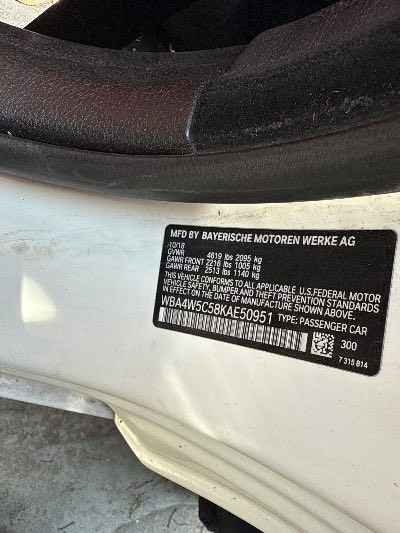 MFD BY BAYERISCHE MOTOREN WERKE AG
10/18
GVWR 4619 lbs 2095 kg
GAWR FRONT 2216 lbs 1005 kg
GAWR REAR 2513 lbs 1140 kg
THIS VEHICLE CONFORMS TO ALL APPLICABLE U.S.FEDERAL MOTOR
VEHICLE SAFETY, BUMPER AND THEFT PREVENTION STANDARDS
IN EFFECT ON THE DATE OF MANUFACTURE SHOWN ABOVE.
WBA4W5C58KAE50951 TYPE: PASSENGER CAR
300
7 315 814